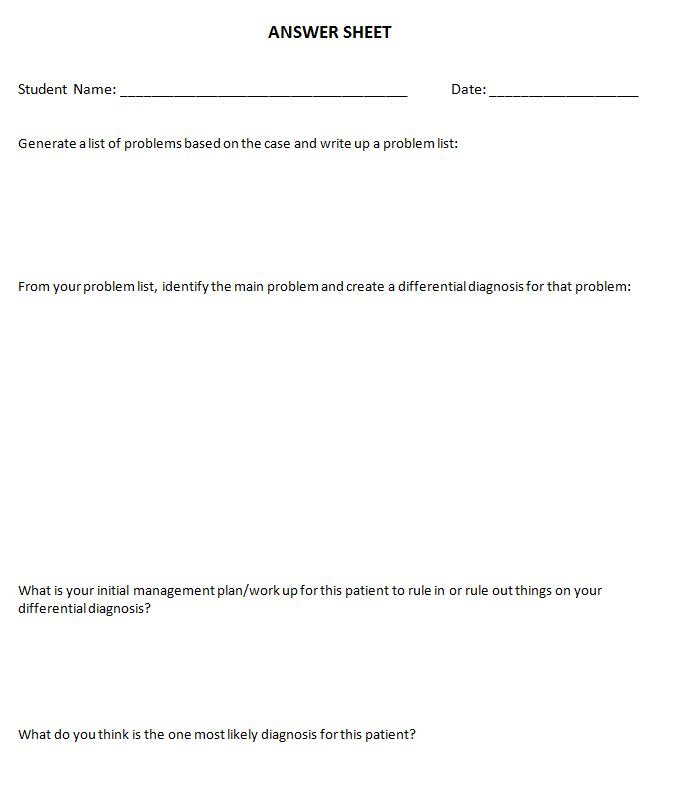 ANSWER SHEET
Student Name: ______________________________________ Date: ____________________
Generate a list of problems based on the case and write up a problem list:
From your problem list, identify the main problem and create a differential diagnosis for that problem:
What is your initial management plan/work up for this patient to rule in or rule out things on your
differential diagnosis?
What do you think is the one most likely diagnosis for this patient?